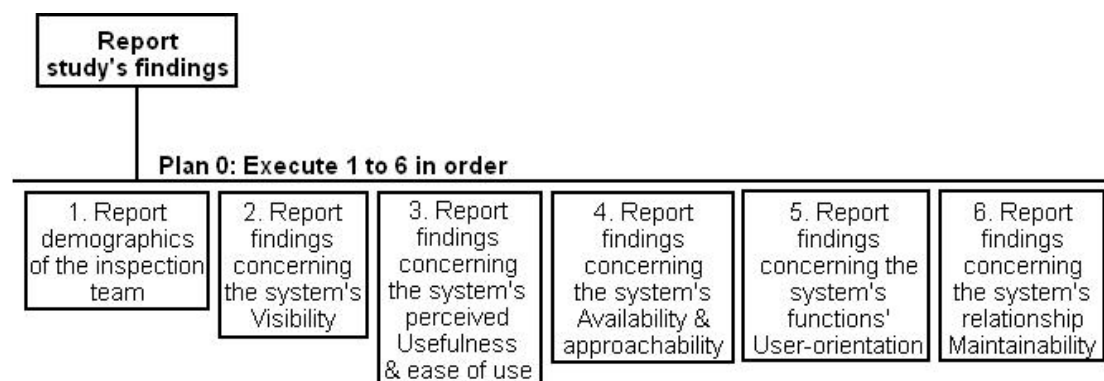 Report
study's findings
Plan 0: Execute 1 to 6 in order
1. Report
demographics
of the inspection
team
2. Report
findings
concerning
the system's
Visibility
3. Report
findings
concerning
the system's
perceived
Usefulness
& ease of use
4. Report
findings
concerning
the system's
Availability &
approachability
5. Report
findings
concerning the
system's
functions'
User-orientation
6. Report
findings
concerning
the system's
relationship
Maintainability